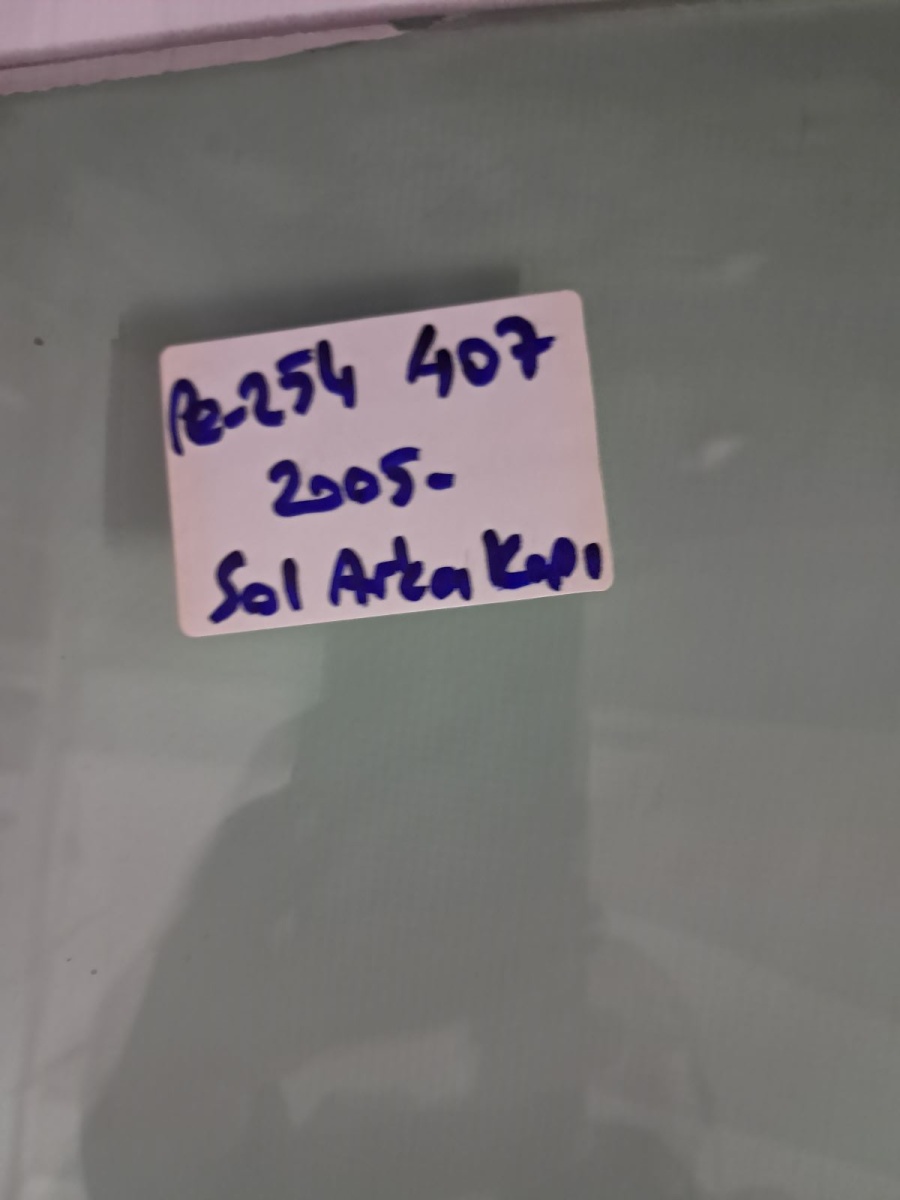 Pe-254 407
2005-
Sol Arka Kapı